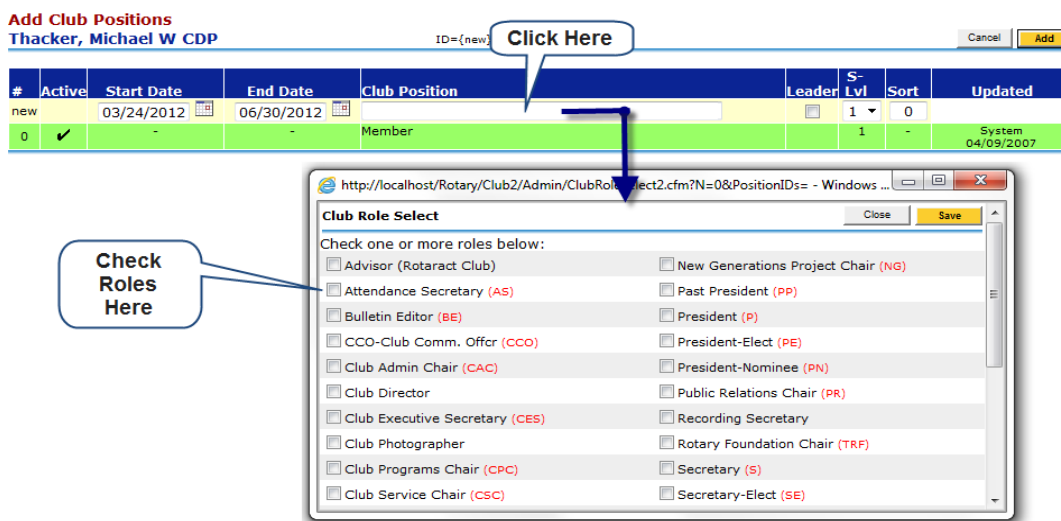 Add Club Positions
Thacker, Michael W CDP ID={new} Click Here Cancel Add
# Active Start Date End Date Club Position Leader S-Lvl Sort Updated
new 03/24/2012 06/30/2012 1 0
0 ✔ - - Member 1 - System
04/09/2007
http://localhost/Rotary/Club2/Admin/ClubRoleSelect2.cfm?N=0&PositionIDs= - Windows ...
Club Role Select Close Save
Check one or more roles below:
Check
Roles
Here
Advisor (Rotaract Club) New Generations Project Chair (NG)
Attendance Secretary (AS) Past President (PP)
Bulletin Editor (BE) President (P)
CCO-Club Comm. Offcr (CCO) President-Elect (PE)
Club Admin Chair (CAC) President-Nominee (PN)
Club Director Public Relations Chair (PR)
Club Executive Secretary (CES) Recording Secretary
Club Photographer Rotary Foundation Chair (TRF)
Club Programs Chair (CPC) Secretary (S)
Club Service Chair (CSC) Secretary-Elect (SE)